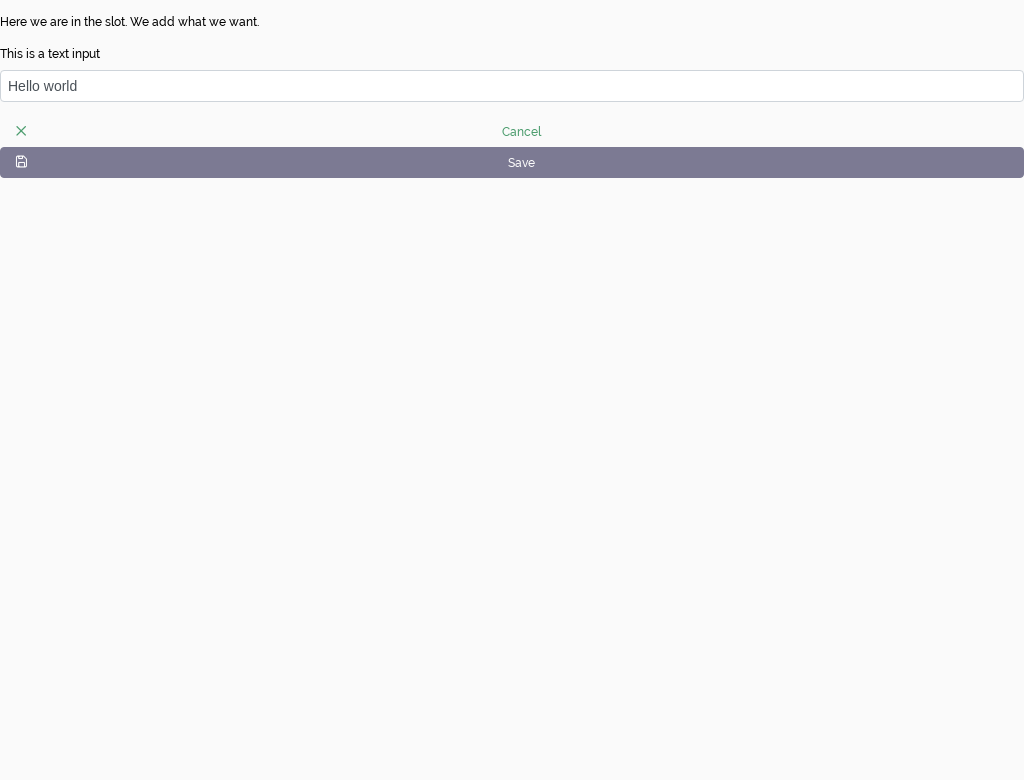 Here we are in the slot. We add what we want.
This is a text input
Hello world
Cancel
Save